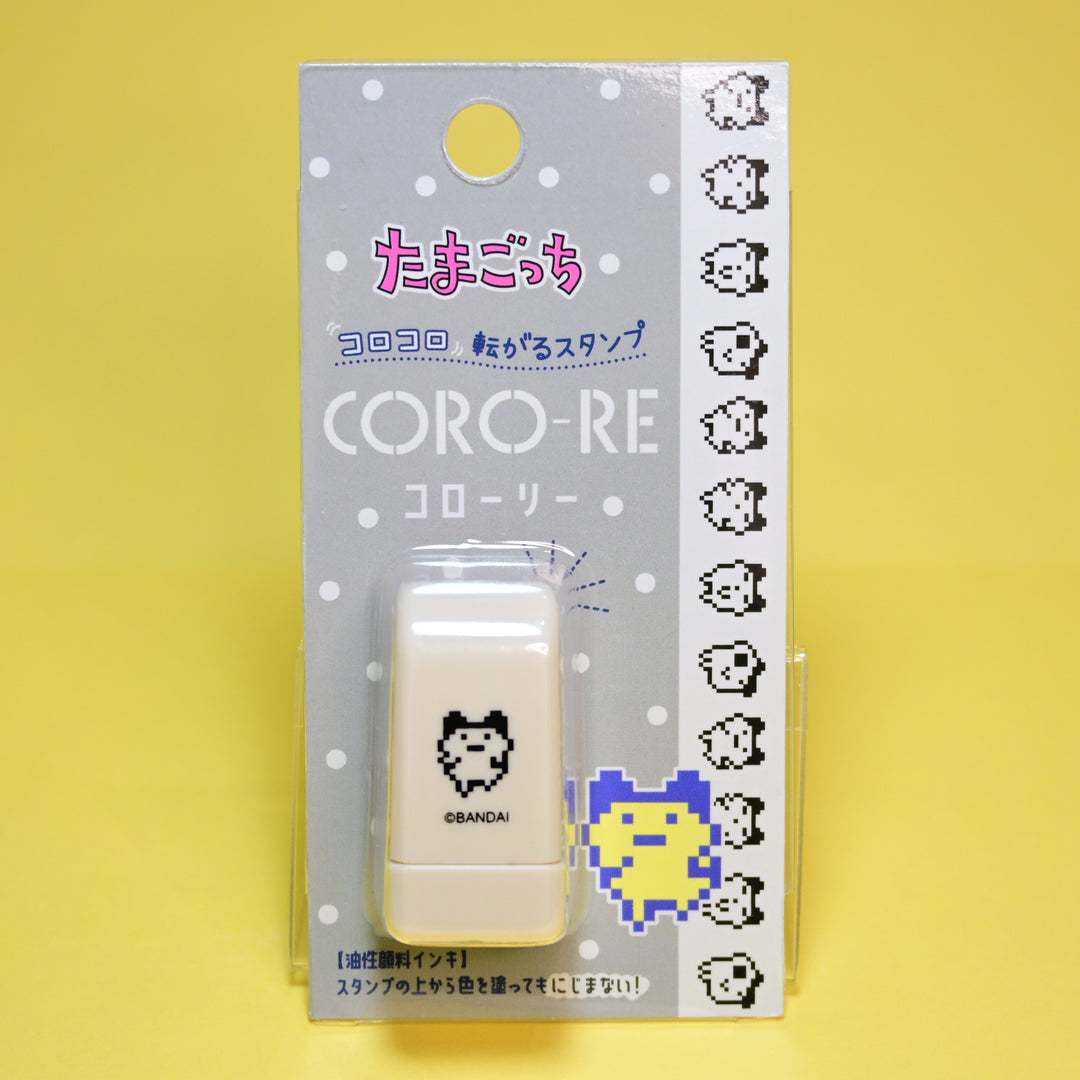 たまごっち
コロコロ 転がるスタンプ
CORO-RE
コローリー
©BANDAI
【油性顔料インキ】
スタンプの上から色を塗ってもにじまない!